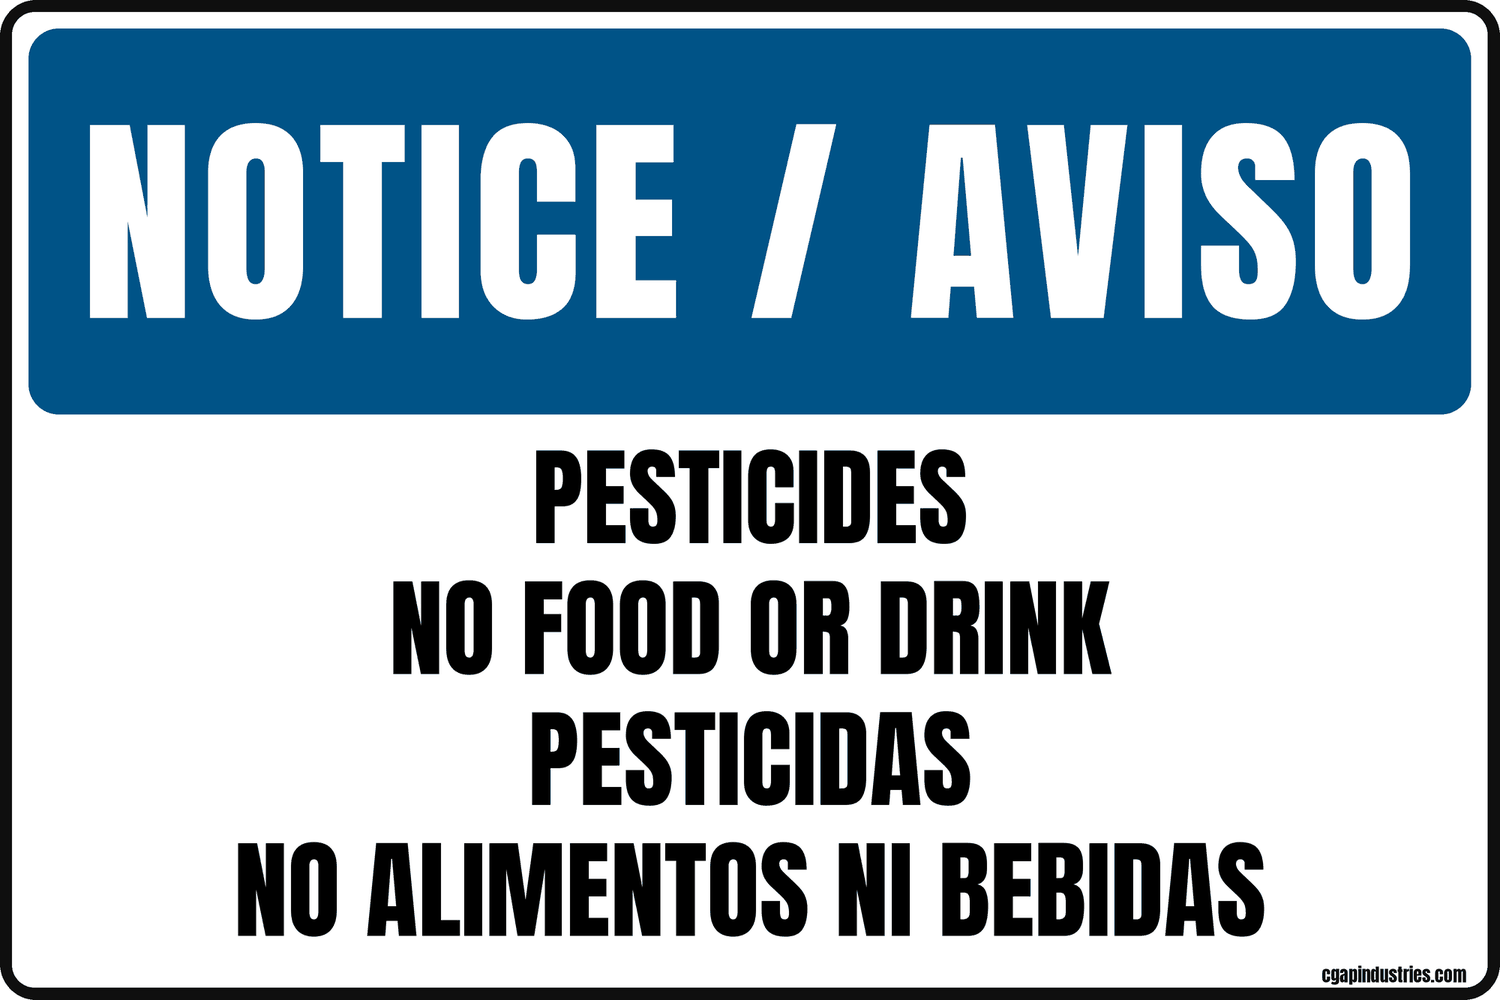 NOTICE / AVISO
PESTICIDES
NO FOOD OR DRINK
PESTICIDAS
NO ALIMENTOS NI BEBIDAS
cgapindustries.com